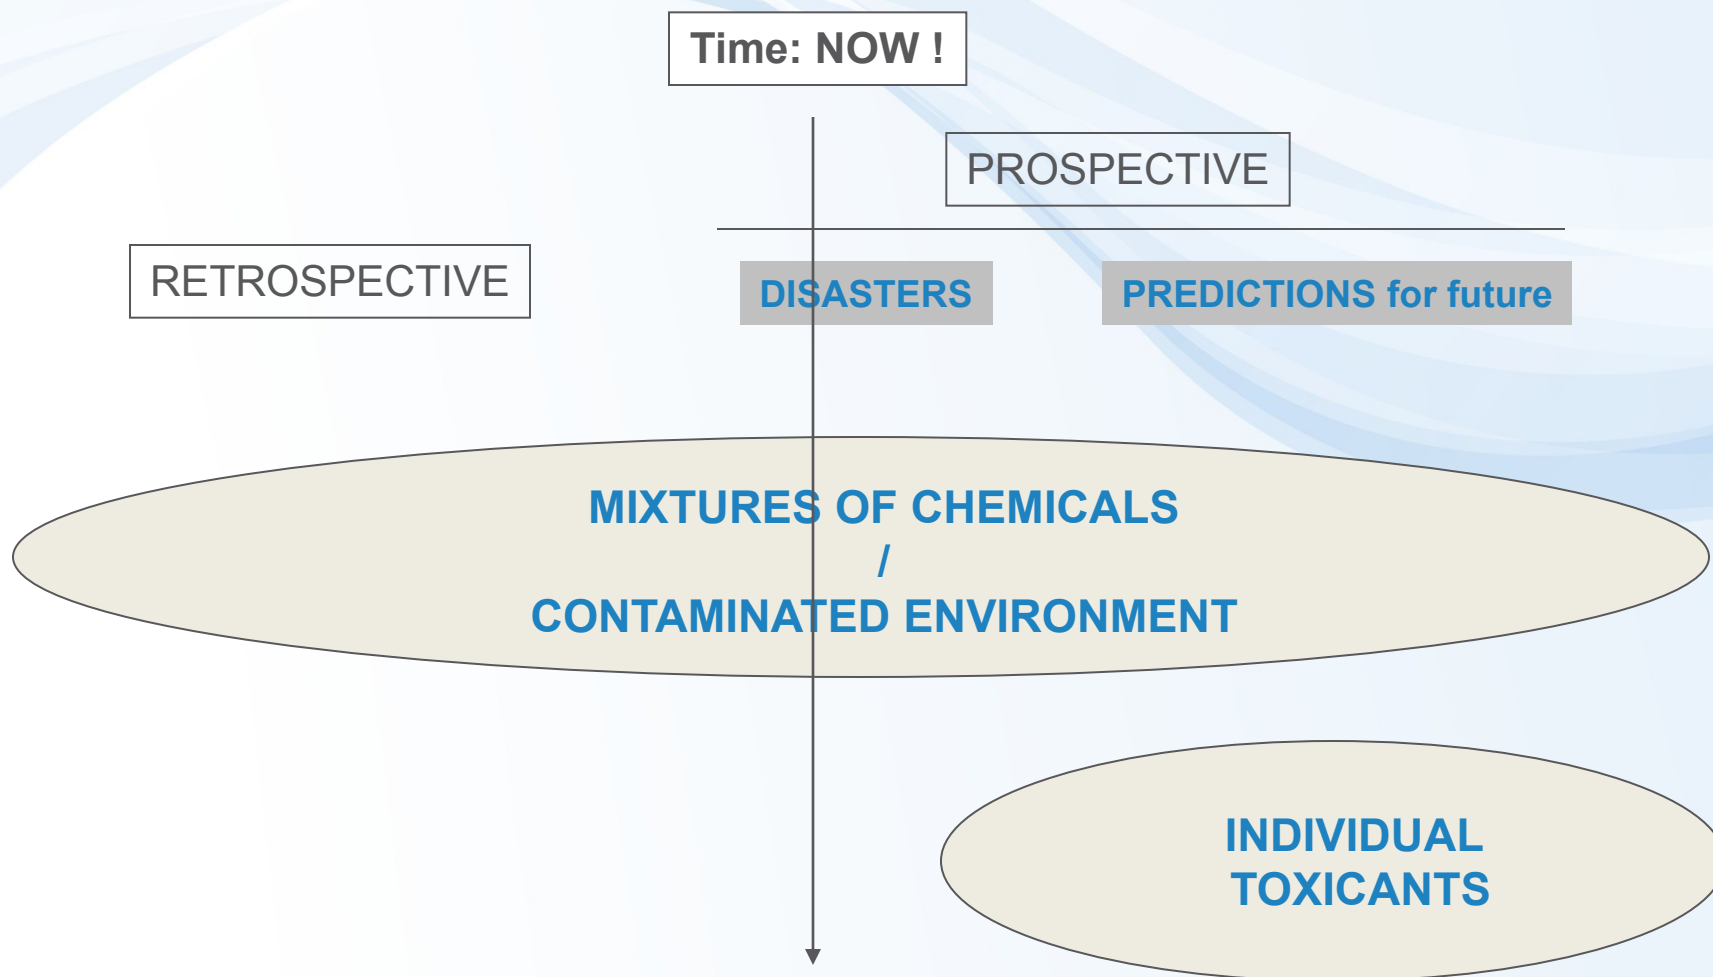 Time: NOW !
PROSPECTIVE
RETROSPECTIVE
DISASTERS
PREDICTIONS for future
MIXTURES OF CHEMICALS
/
CONTAMINATED ENVIRONMENT
INDIVIDUAL
TOXICANTS